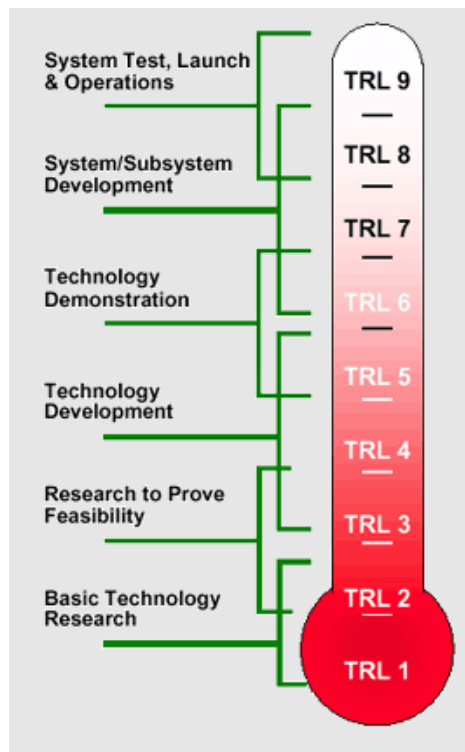 System Test, Launch
& Operations
System/Subsystem
Development
Technology
Demonstration
Technology
Development
Research to Prove
Feasibility
Basic Technology
Research
TRL 9
TRL 8
TRL 7
TRL 6
TRL 5
TRL 4
TRL 3
TRL 2
TRL 1